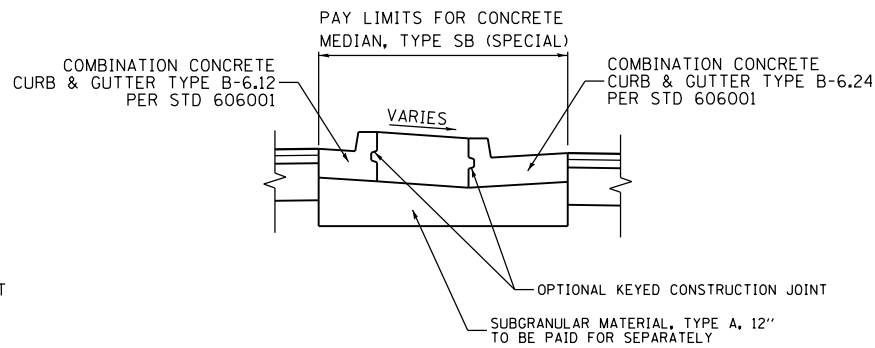 PAY LIMITS FOR CONCRETE
MEDIAN, TYPE SB (SPECIAL)
COMBINATION CONCRETE
CURB & GUTTER TYPE B-6.12
PER STD 606001
COMBINATION CONCRETE
CURB & GUTTER TYPE B-6.24
PER STD 606001
VARIES
T
OPTIONAL KEYED CONSTRUCTION JOINT
SUBGRANULAR MATERIAL, TYPE A, 12"
TO BE PAID FOR SEPARATELY